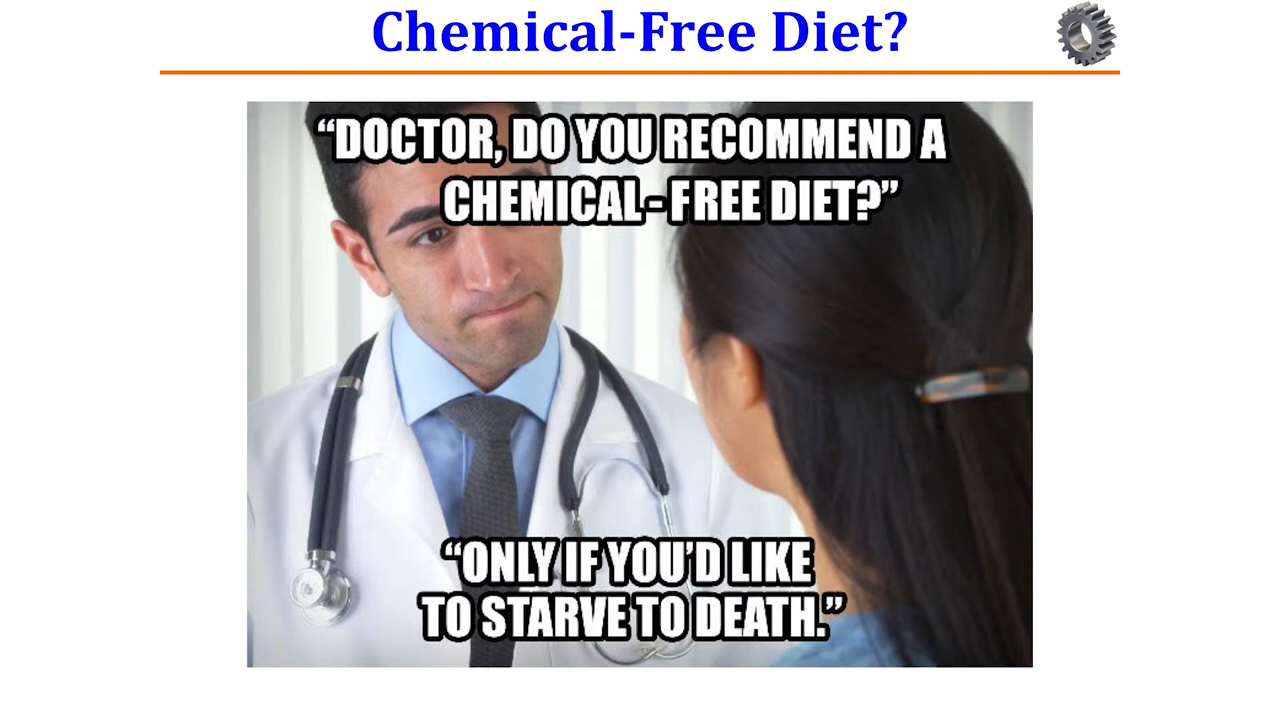 Chemical-Free Diet?
“DOCTOR, DO YOU RECOMMEND A
CHEMICAL-FREE DIET?”
“ONLY IF YOU’D LIKE
TO STARVE TO DEATH.”